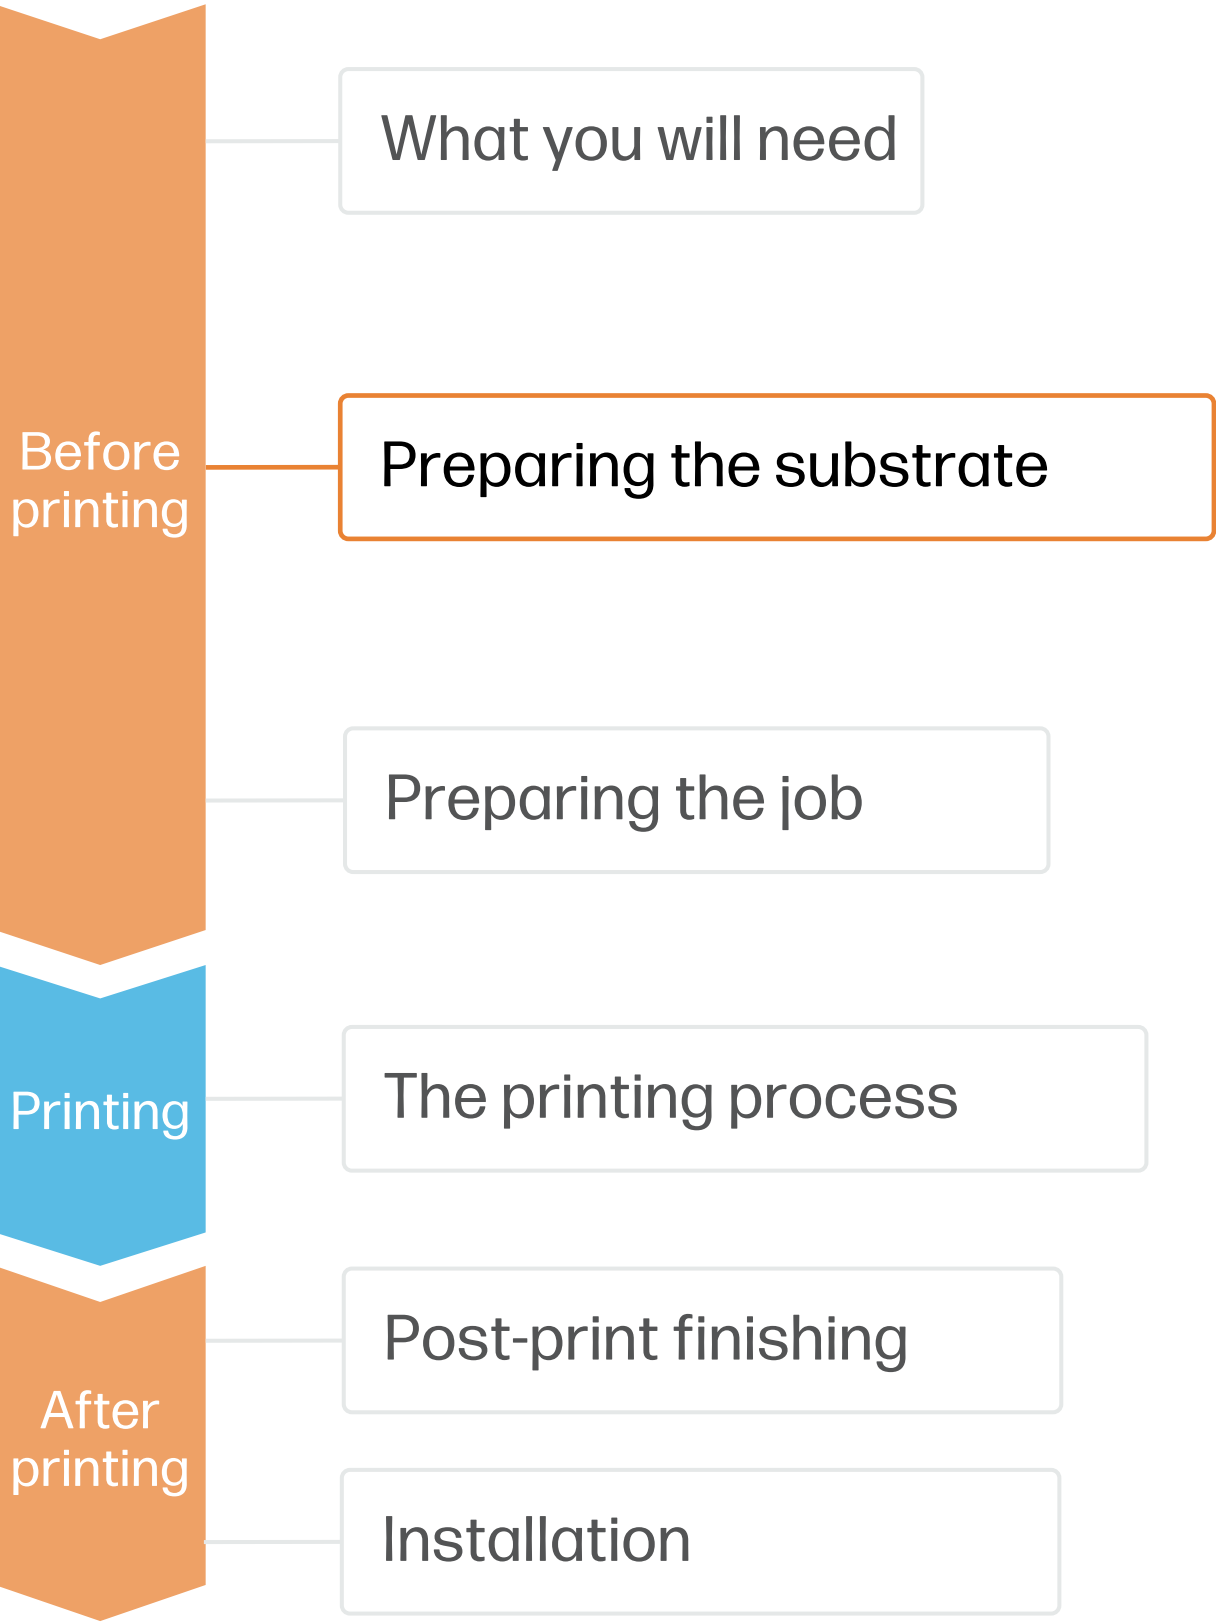 What you will need
Before
printing
Preparing the substrate
Preparing the job
Printing
The printing process
Post-print finishing
After
printing
Installation